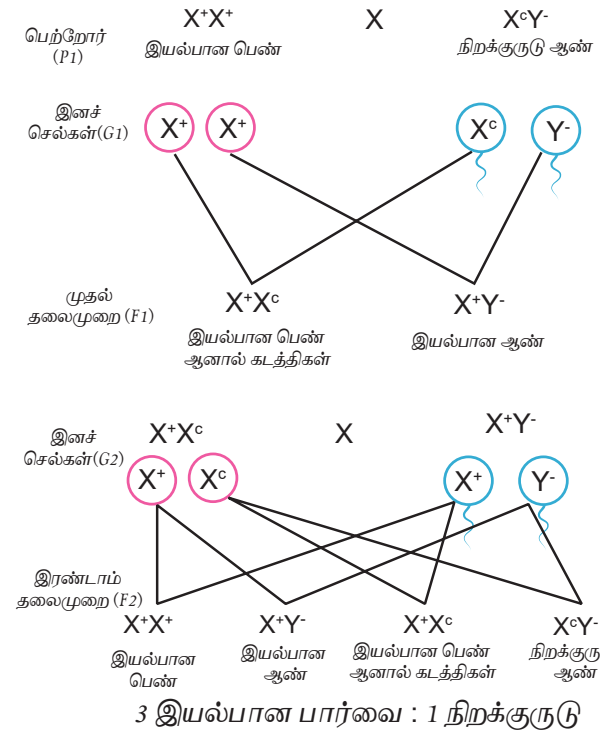 பெற்றோர் X⁺X⁺ X XᶜY⁻
(P1) இயல்பான பெண் நிறக்குருடு ஆண்
இனச்
செல்கள்(G1) X⁺ X⁺ Xᶜ Y⁻
முதல் X⁺Xᶜ X⁺Y⁻
தலைமுறை (F1) இயல்பான பெண் இயல்பான ஆண்
ஆனால் கடத்திகள்
இனச் X⁺Xᶜ X X⁺Y⁻
செல்கள்(G2) X⁺ Xᶜ X⁺ Y⁻
இரண்டாம்
தலைமுறை (F2)
X⁺X⁺ X⁺Y⁻ X⁺Xᶜ XᶜY⁻
இயல்பான இயல்பான இயல்பான பெண் நிறக்குரு
பெண் ஆண் ஆனால் கடத்திகள் ஆண்
3 இயல்பான பார்வை : 1 நிறக்குருடு